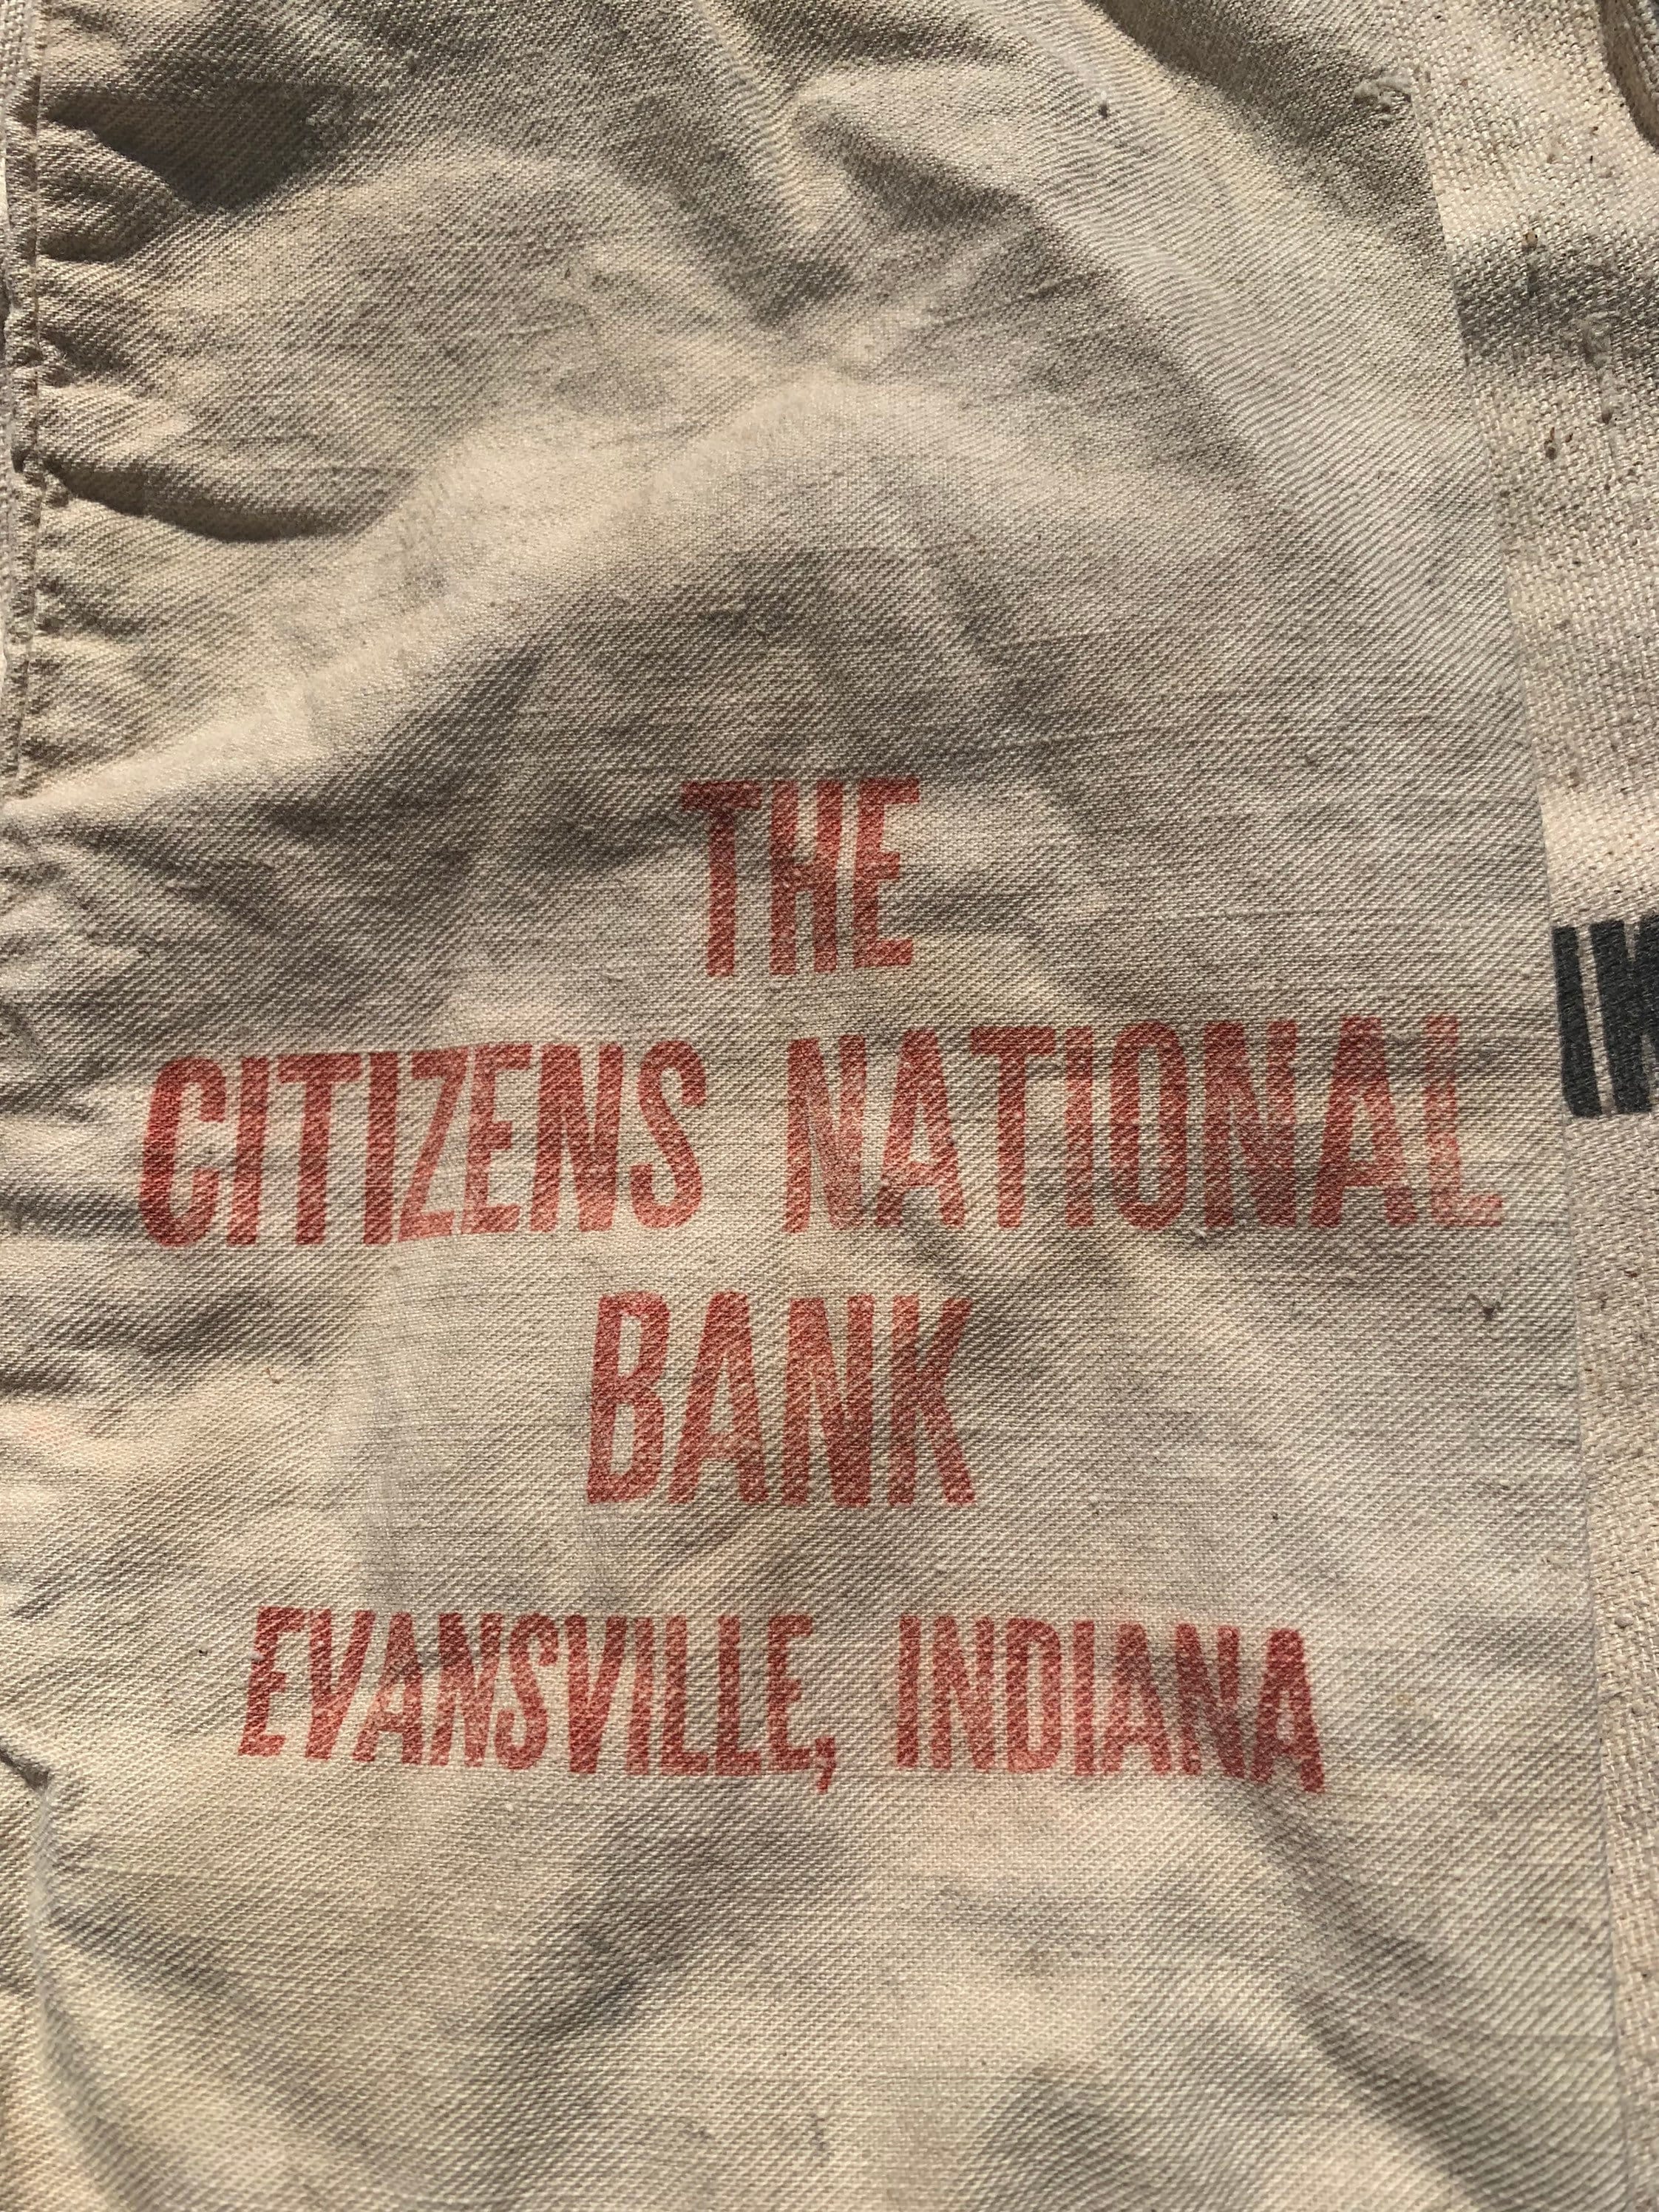 THE
CITIZENS NATIONAL
BANK
EVANSVILLE, INDIANA